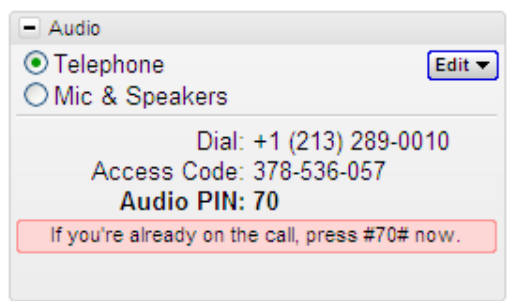 Audio
Telephone
Edit
Mic & Speakers
Dial: +1 (213) 289-0010
Access Code: 378-536-057
Audio PIN: 70
If you're already on the call, press #70# now.